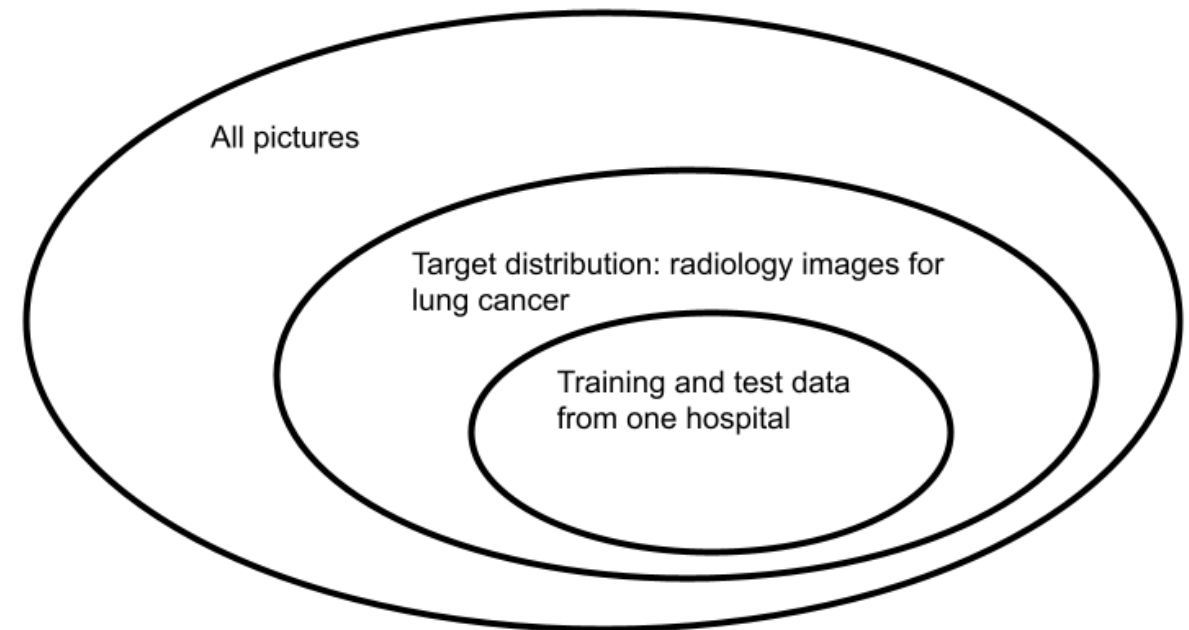 All pictures
Target distribution: radiology images for
lung cancer
Training and test data
from one hospital